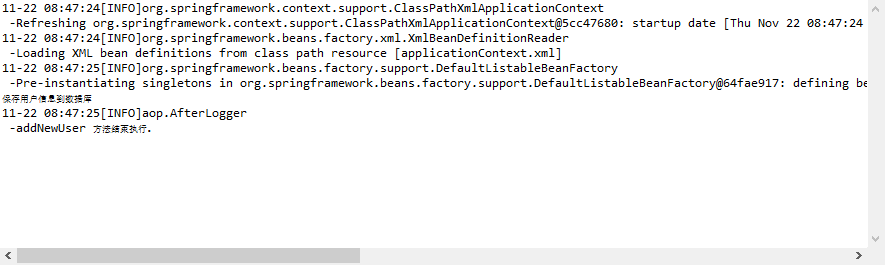 11-22 08:47:24[INFO]org.springframework.context.support.ClassPathXmlApplicationContext
-Refreshing org.springframework.context.support.ClassPathXmlApplicationContext@5cc47680: startup date [Thu Nov 22 08:47:24
11-22 08:47:24[INFO]org.springframework.beans.factory.xml.XmlBeanDefinitionReader
-Loading XML bean definitions from class path resource [applicationContext.xml]
11-22 08:47:25[INFO]org.springframework.beans.factory.support.DefaultListableBeanFactory
-Pre-instantiating singletons in org.springframework.beans.factory.support.DefaultListableBeanFactory@64fae917: defining be
保存用户信息到数据库
11-22 08:47:25[INFO]aop.AfterLogger
-addNewUser 方法结束执行.